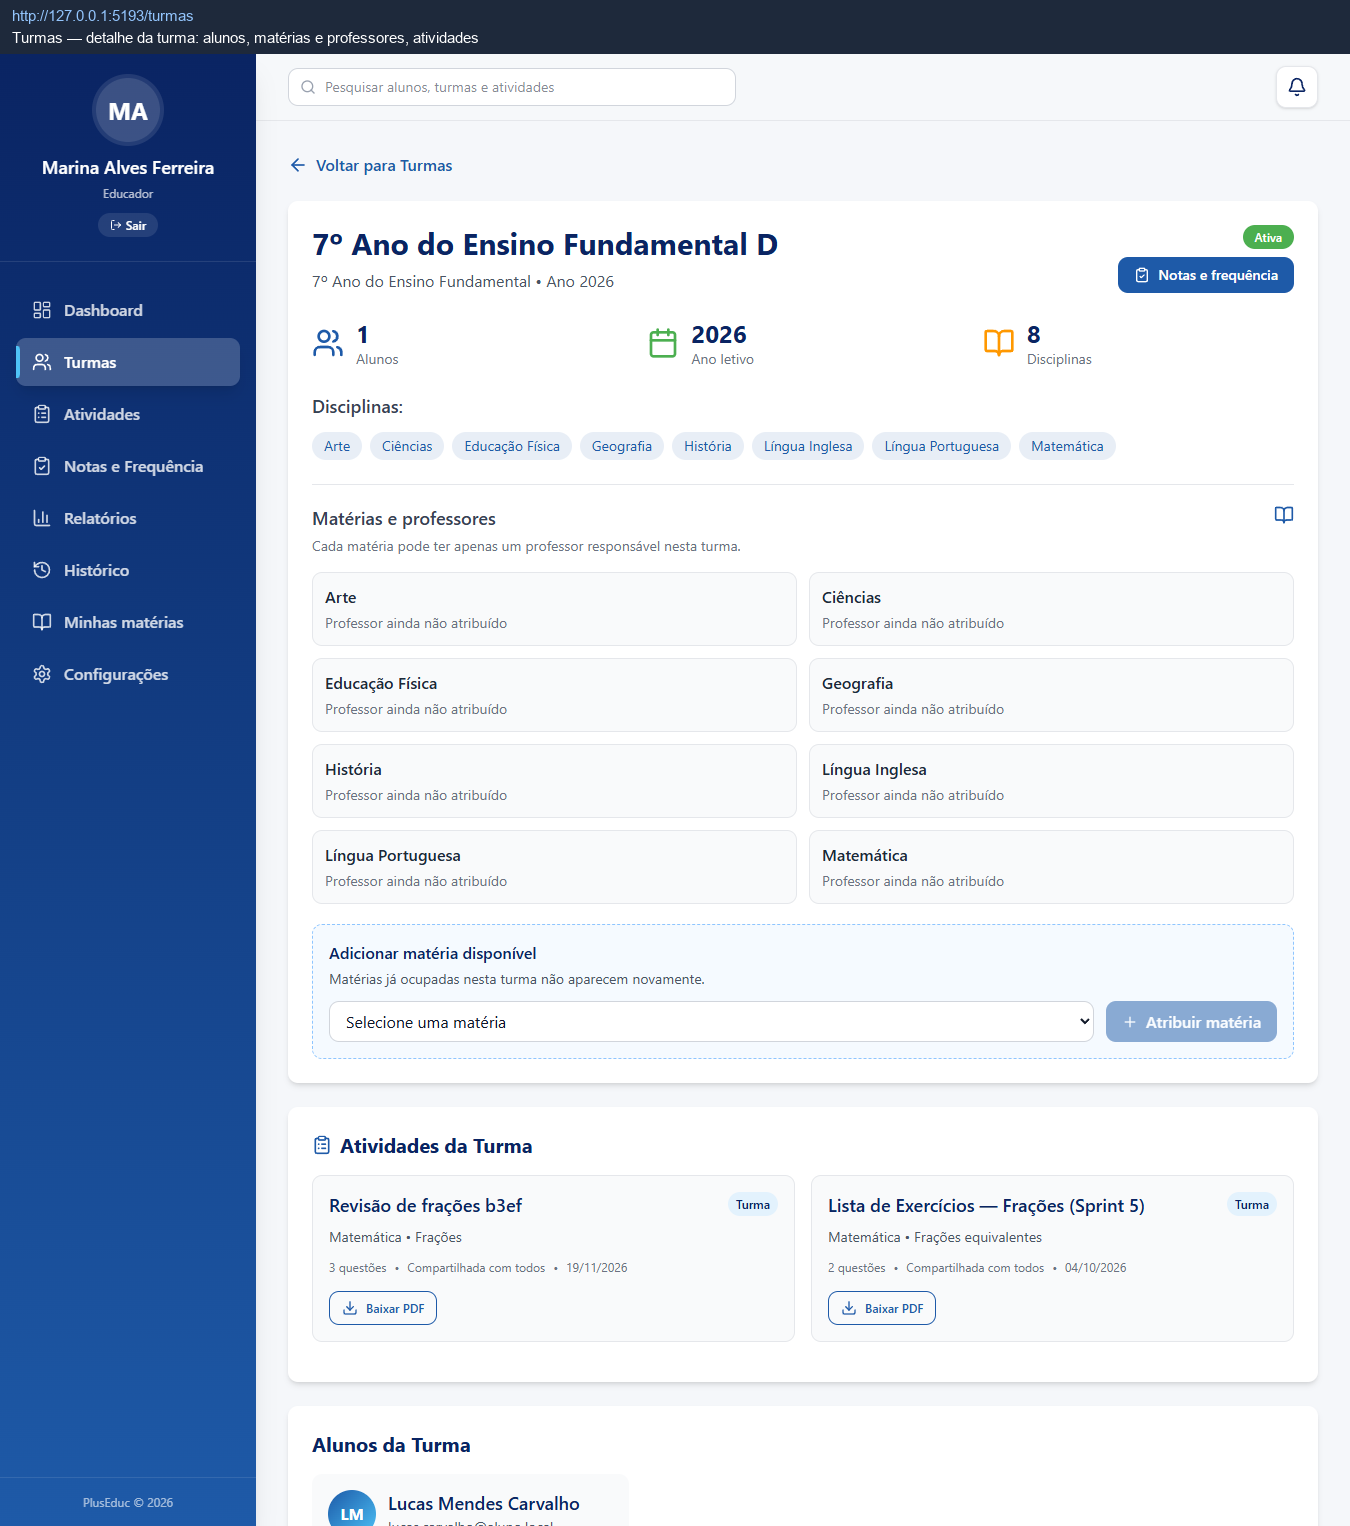 http://127.0.0.1:5193/turmas
Turmas — detalhe da turma: alunos, matérias e professores, atividades
MA
Marina Alves Ferreira
Educador
Sair
Dashboard
Turmas
Atividades
Notas e Frequência
Relatórios
Histórico
Minhas matérias
Configurações
PlusEduc © 2026
Pesquisar alunos, turmas e atividades
Voltar para Turmas
7º Ano do Ensino Fundamental D
Ativa
7º Ano do Ensino Fundamental • Ano 2026
Notas e frequência
1
Alunos
2026
Ano letivo
8
Disciplinas
Disciplinas:
Arte Ciências Educação Física Geografia História Língua Inglesa Língua Portuguesa Matemática
Matérias e professores
Cada matéria pode ter apenas um professor responsável nesta turma.
Arte
Professor ainda não atribuído
Ciências
Professor ainda não atribuído
Educação Física
Professor ainda não atribuído
Geografia
Professor ainda não atribuído
História
Professor ainda não atribuído
Língua Inglesa
Professor ainda não atribuído
Língua Portuguesa
Professor ainda não atribuído
Matemática
Professor ainda não atribuído
Adicionar matéria disponível
Matérias já ocupadas nesta turma não aparecem novamente.
Selecione uma matéria
Atribuir matéria
Atividades da Turma
Revisão de frações b3ef
Turma
Matemática • Frações
3 questões • Compartilhada com todos • 19/11/2026
Baixar PDF
Lista de Exercícios — Frações (Sprint 5)
Turma
Matemática • Frações equivalentes
2 questões • Compartilhada com todos • 04/10/2026
Baixar PDF
Alunos da Turma
LM
Lucas Mendes Carvalho